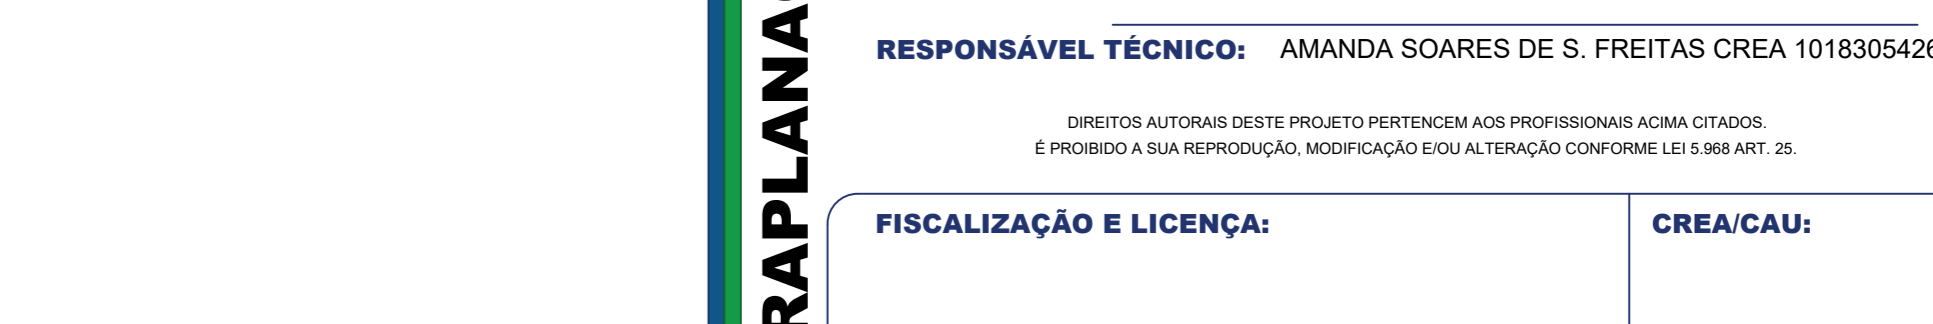 RESPONSÁVEL TÉCNICO: AMANDA SOARES DE S. FREITAS CREA 1018305426
DIREITOS AUTORAIS DESTE PROJETO PERTENCEM AOS PROFISSIONAIS ACIMA CITADOS.
É PROIBIDO A SUA REPRODUÇÃO, MODIFICAÇÃO E/OU ALTERAÇÃO CONFORME LEI 5.968 ART. 25.
FISCALIZAÇÃO E LICENÇA:
CREA/CAU:
RAPLANA